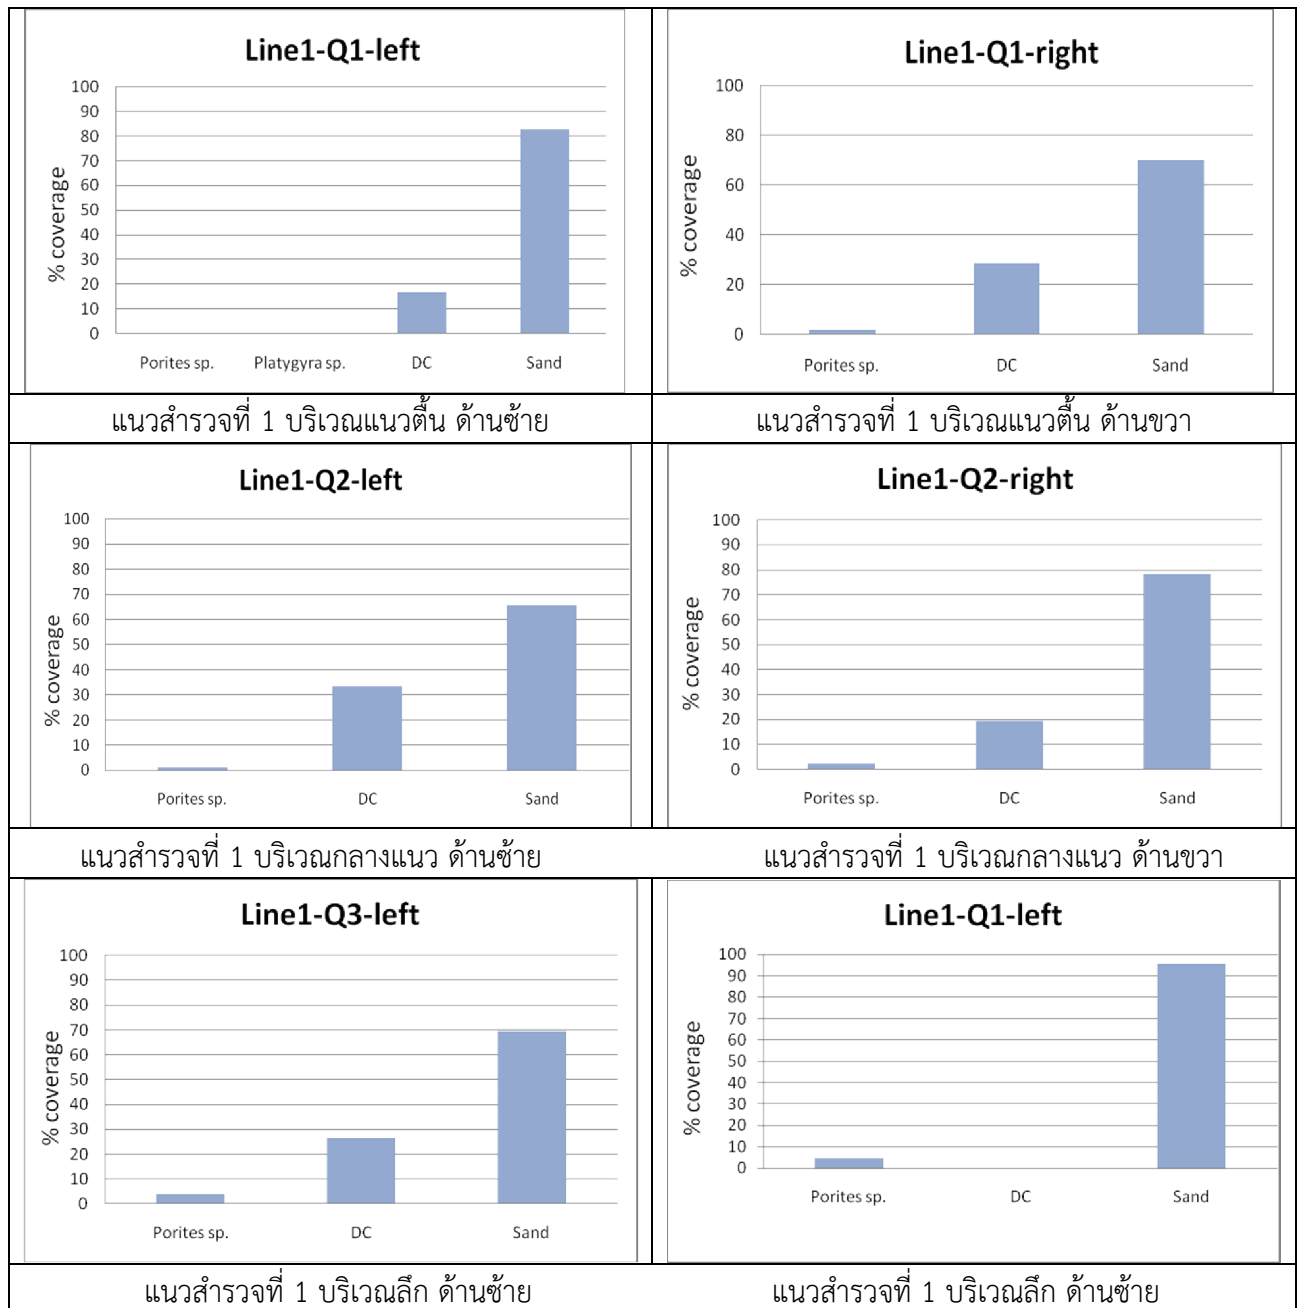 Line1-Q1-left
100
90
80
70
60
50
40
30
20
10
0
% coverage
Porites sp. Platygyra sp. DC Sand
แนวสำรวจที่ 1 บริเวณแนวตื้น ด้านซ้าย
Line1-Q1-right
100
80
60
40
20
0
% coverage
Porites sp. DC Sand
แนวสำรวจที่ 1 บริเวณแนวตื้น ด้านขวา
Line1-Q2-left
100
90
80
70
60
50
40
30
20
10
0
% coverage
Porites sp. DC Sand
แนวสำรวจที่ 1 บริเวณกลางแนว ด้านซ้าย
Line1-Q2-right
100
90
80
70
60
50
40
30
20
10
0
% coverage
Porites sp. DC Sand
แนวสำรวจที่ 1 บริเวณกลางแนว ด้านขวา
Line1-Q3-left
100
90
80
70
60
50
40
30
20
10
0
% coverage
Porites sp. DC Sand
แนวสำรวจที่ 1 บริเวณลึก ด้านซ้าย
Line1-Q1-left
100
90
80
70
60
50
40
30
20
10
0
% coverage
Porites sp. DC Sand
แนวสำรวจที่ 1 บริเวณลึก ด้านซ้าย